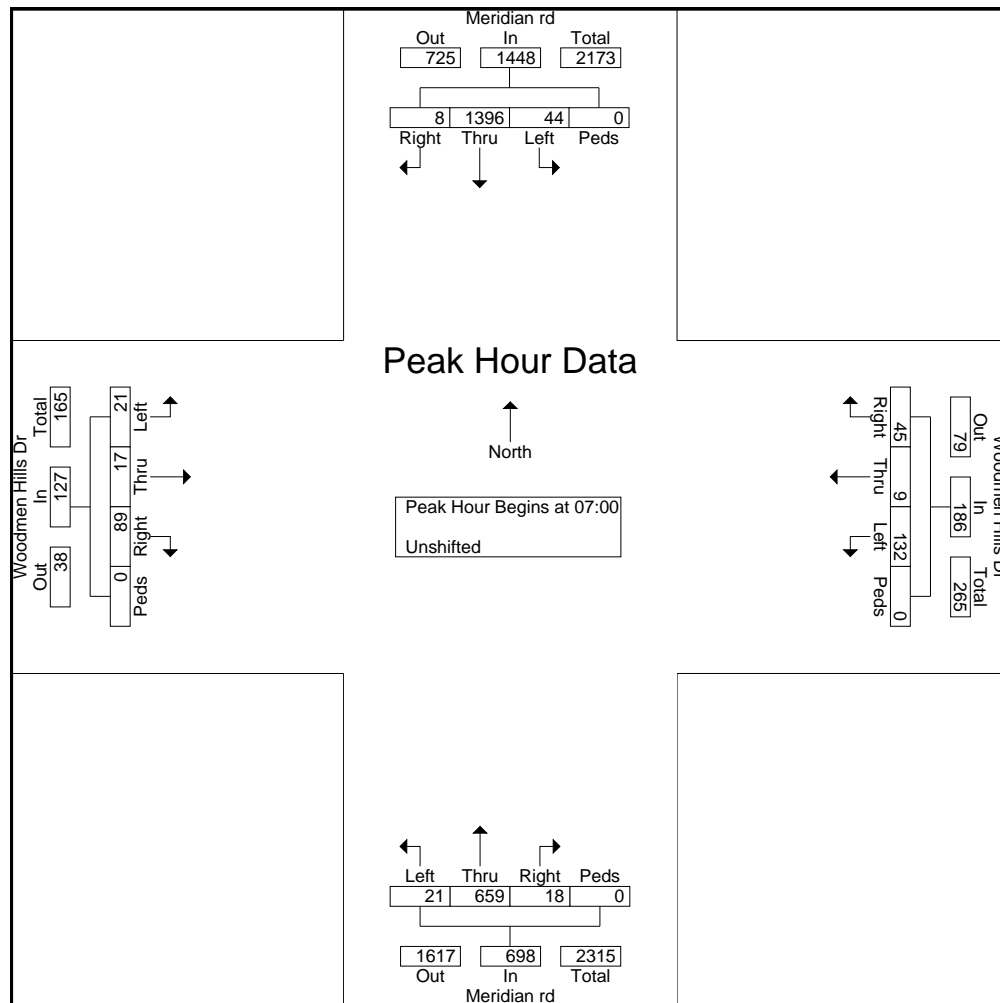 Meridian rd
Out In Total
725 1448 2173
8 1396 44 0
Right Thru Left Peds
Peak Hour Data
North
Peak Hour Begins at 07:00
Unshifted
Woodmen Hills Dr
Out In Total
38 127 165
21 17 89 0
Left Thru Right Peds
Woodmen Hills Dr
Out In Total
79 186 265
45 9 132 0
Right Thru Left Peds
Left Thru Right Peds
21 659 18 0
1617 698 2315
Out In Total
Meridian rd